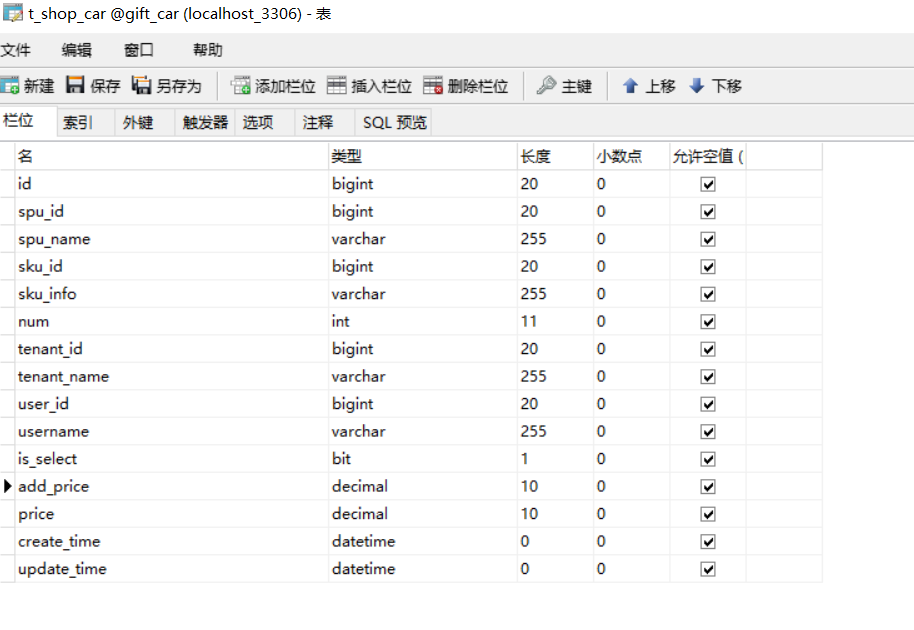 t_shop_car @gift_car (localhost_3306) - 表
文件 编辑 窗口 帮助
新建 保存 另存为 添加栏位 插入栏位 删除栏位 主键 上移 下移
栏位 索引 外键 触发器 选项 注释 SQL 预览
名 类型 长度 小数点 允许空值 (
id bigint 20 0
spu_id bigint 20 0
spu_name varchar 255 0
sku_id bigint 20 0
sku_info varchar 255 0
num int 11 0
tenant_id bigint 20 0
tenant_name varchar 255 0
user_id bigint 20 0
username varchar 255 0
is_select bit 1 0
add_price decimal 10 0
price decimal 10 0
create_time datetime 0 0
update_time datetime 0 0